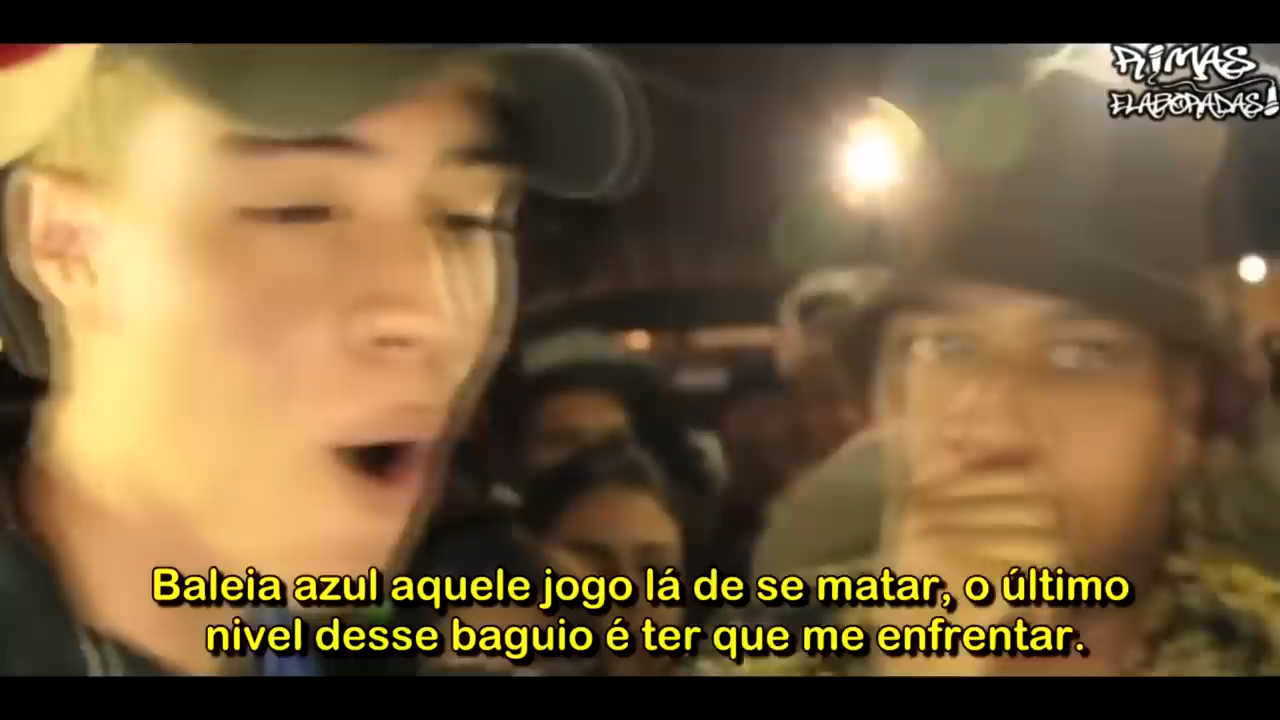 RIMAS
ELABORADAS!
Baleia azul aquele jogo lá de se matar, o último
nivel desse baguio é ter que me enfrentar.